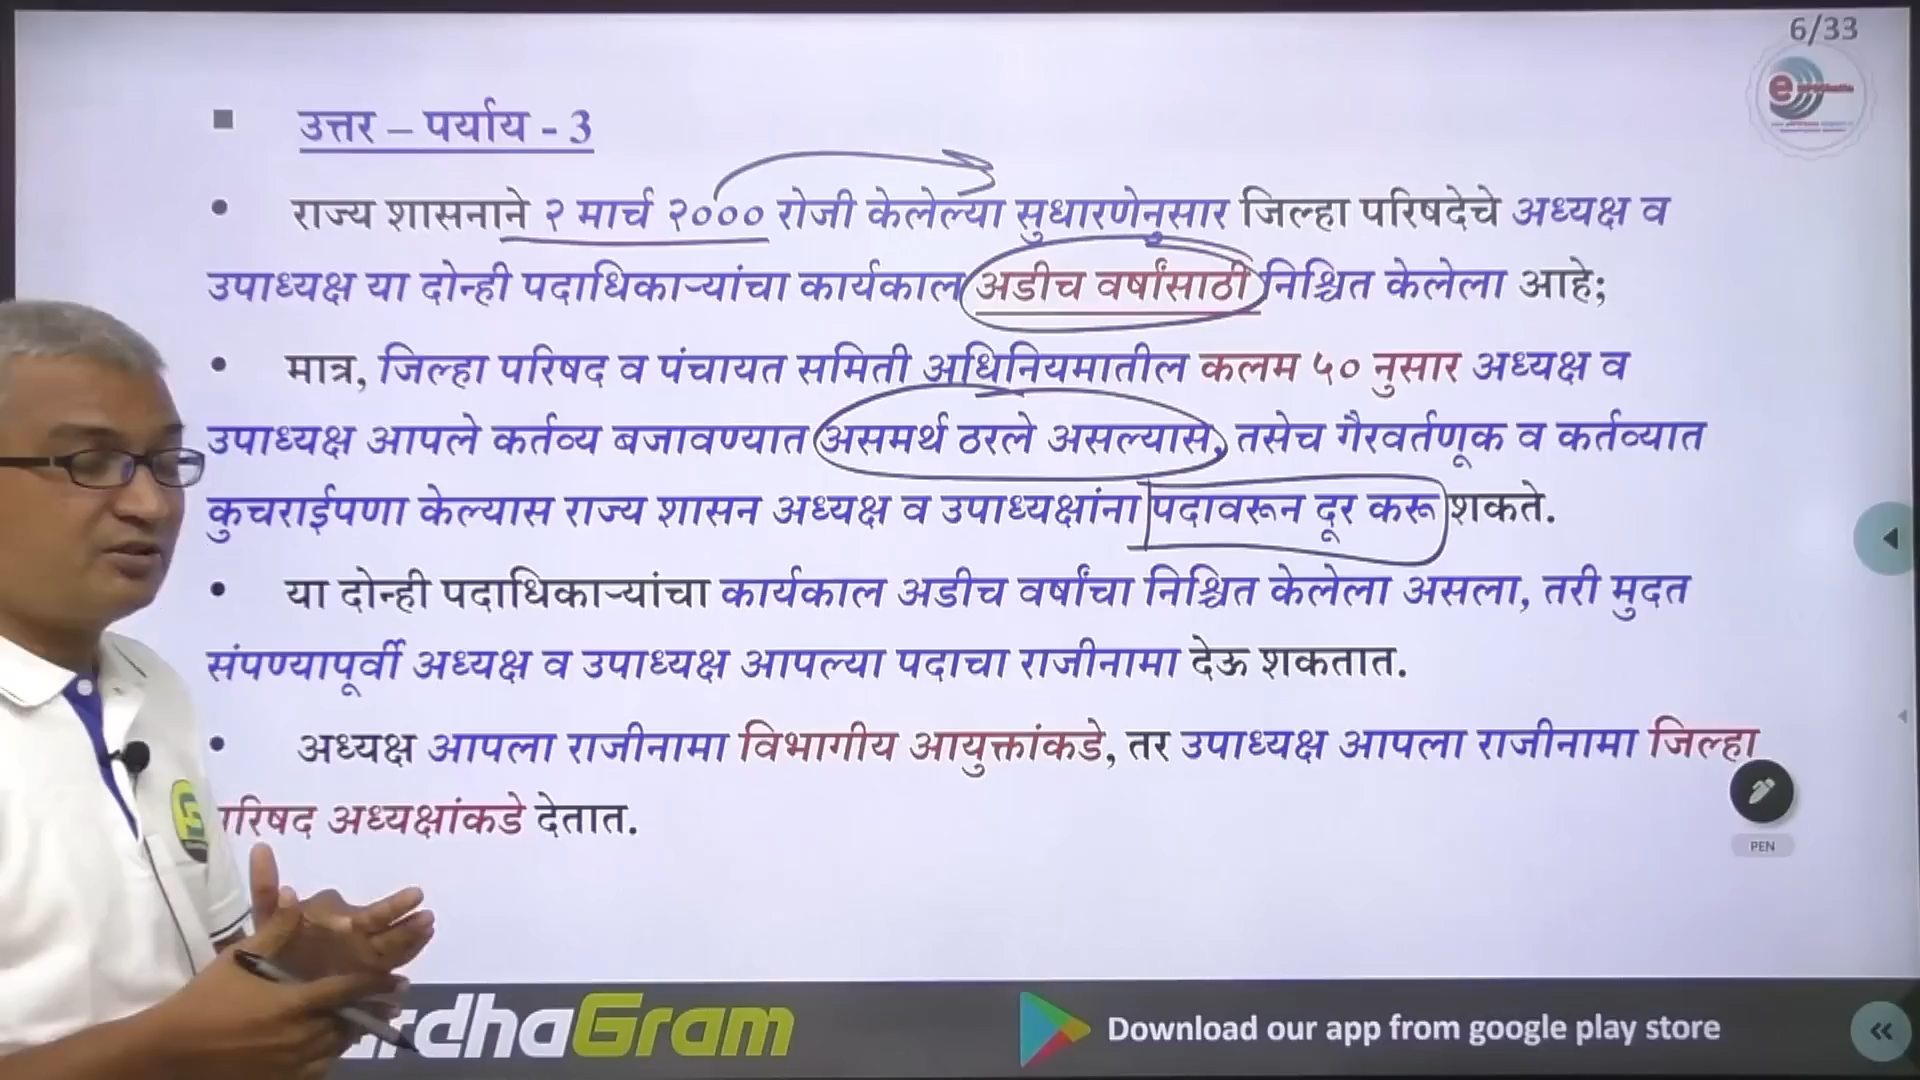 6/33
उत्तर – पर्याय - 3
राज्य शासनाने २ मार्च २००० रोजी केलेल्या सुधारणेनुसार जिल्हा परिषदेचे अध्यक्ष व
उपाध्यक्ष या दोन्ही पदाधिकाऱ्यांचा कार्यकाल अडीच वर्षांसाठी निश्चित केलेला आहे;
मात्र, जिल्हा परिषद व पंचायत समिती अधिनियमातील कलम ५० नुसार अध्यक्ष व
उपाध्यक्ष आपले कर्तव्य बजावण्यात असमर्थ ठरले असल्यास, तसेच गैरवर्तणूक व कर्तव्यात
कुचराईपणा केल्यास राज्य शासन अध्यक्ष व उपाध्यक्षांना पदावरून दूर करू शकते.
या दोन्ही पदाधिकाऱ्यांचा कार्यकाल अडीच वर्षांचा निश्चित केलेला असला, तरी मुदत
संपण्यापूर्वी अध्यक्ष व उपाध्यक्ष आपल्या पदाचा राजीनामा देऊ शकतात.
अध्यक्ष आपला राजीनामा विभागीय आयुक्तांकडे, तर उपाध्यक्ष आपला राजीनामा जिल्हा
रिषद अध्यक्षांकडे देतात.
PEN
rdhaGram
Download our app from google play store